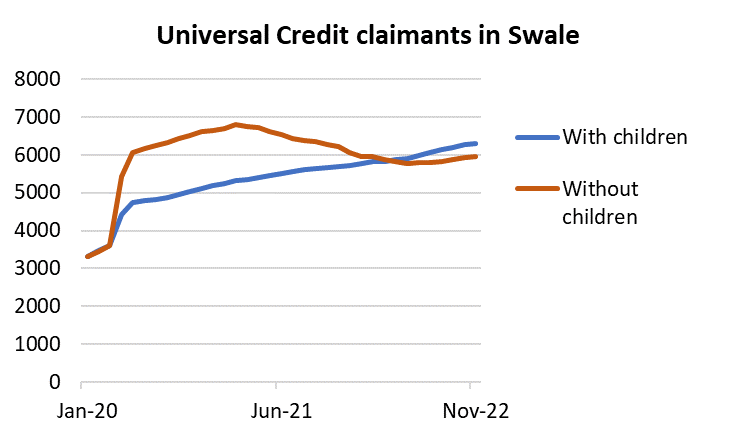 Universal Credit claimants in Swale
8000
7000
6000
5000
4000
3000
2000
1000
0
Jan-20
Jun-21
Nov-22
With children
Without
children